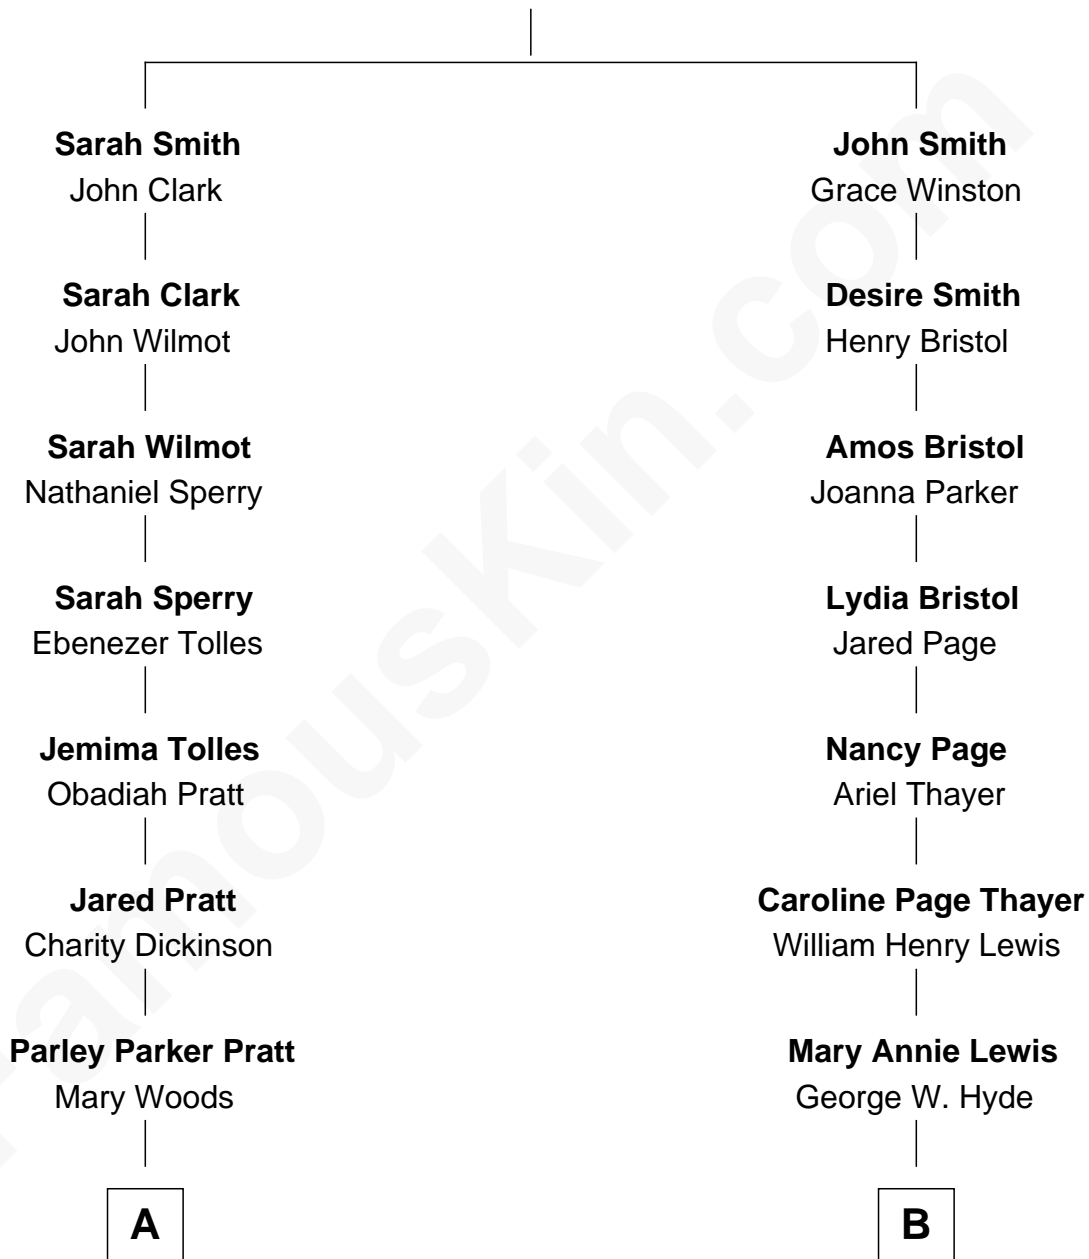 Sarah Smith
John Clark
Sarah Clark
John Wilmot
Sarah Wilmot
Nathaniel Sperry
Sarah Sperry
Ebenezer Tolles
Jemima Tolles
Obadiah Pratt
Jared Pratt
Charity Dickinson
Parley Parker Pratt
Mary Woods
A
John Smith
Grace Winston
Desire Smith
Henry Bristol
Amos Bristol
Joanna Parker
Lydia Bristol
Jared Page
Nancy Page
Ariel Thayer
Caroline Page Thayer
William Henry Lewis
Mary Annie Lewis
George W. Hyde
B
FamousKin.com